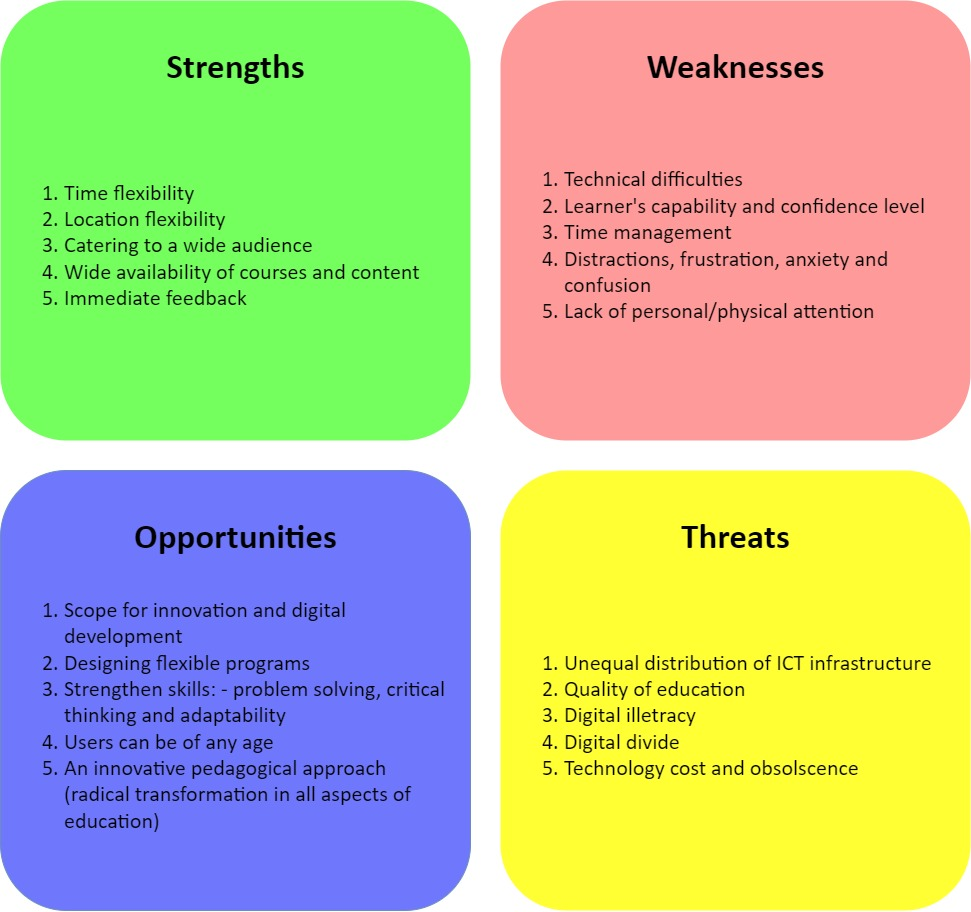 Strengths
1. Time flexibility
2. Location flexibility
3. Catering to a wide audience
4. Wide availability of courses and content
5. Immediate feedback
Weaknesses
1. Technical difficulties
2. Learner's capability and confidence level
3. Time management
4. Distractions, frustration, anxiety and
confusion
5. Lack of personal/physical attention
Opportunities
1. Scope for innovation and digital
development
2. Designing flexible programs
3. Strengthen skills: - problem solving, critical
thinking and adaptability
4. Users can be of any age
5. An innovative pedagogical approach
(radical transformation in all aspects of
education)
Threats
1. Unequal distribution of ICT infrastructure
2. Quality of education
3. Digital illetracy
4. Digital divide
5. Technology cost and obsolscence